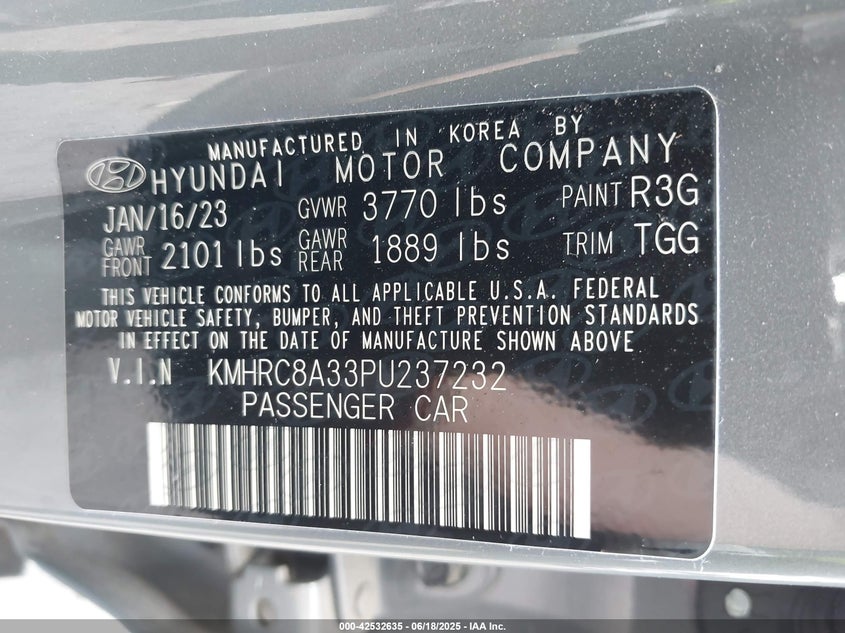 MANUFACTURED IN KOREA BY
HYUNDAI MOTOR COMPANY
JAN/16/23 GVWR 3770 lbs PAINT R3G
GAWR FRONT 2101 lbs GAWR REAR 1889 lbs TRIM TGG
THIS VEHICLE CONFORMS TO ALL APPLICABLE U.S.A. FEDERAL
MOTOR VEHICLE SAFETY, BUMPER, AND THEFT PREVENTION STANDARDS
IN EFFECT ON THE DATE OF MANUFACTURE SHOWN ABOVE
V.I.N KMHRC8A33PU237232
PASSENGER CAR
000-42532635 - 06/18/2025 - IAA Inc.